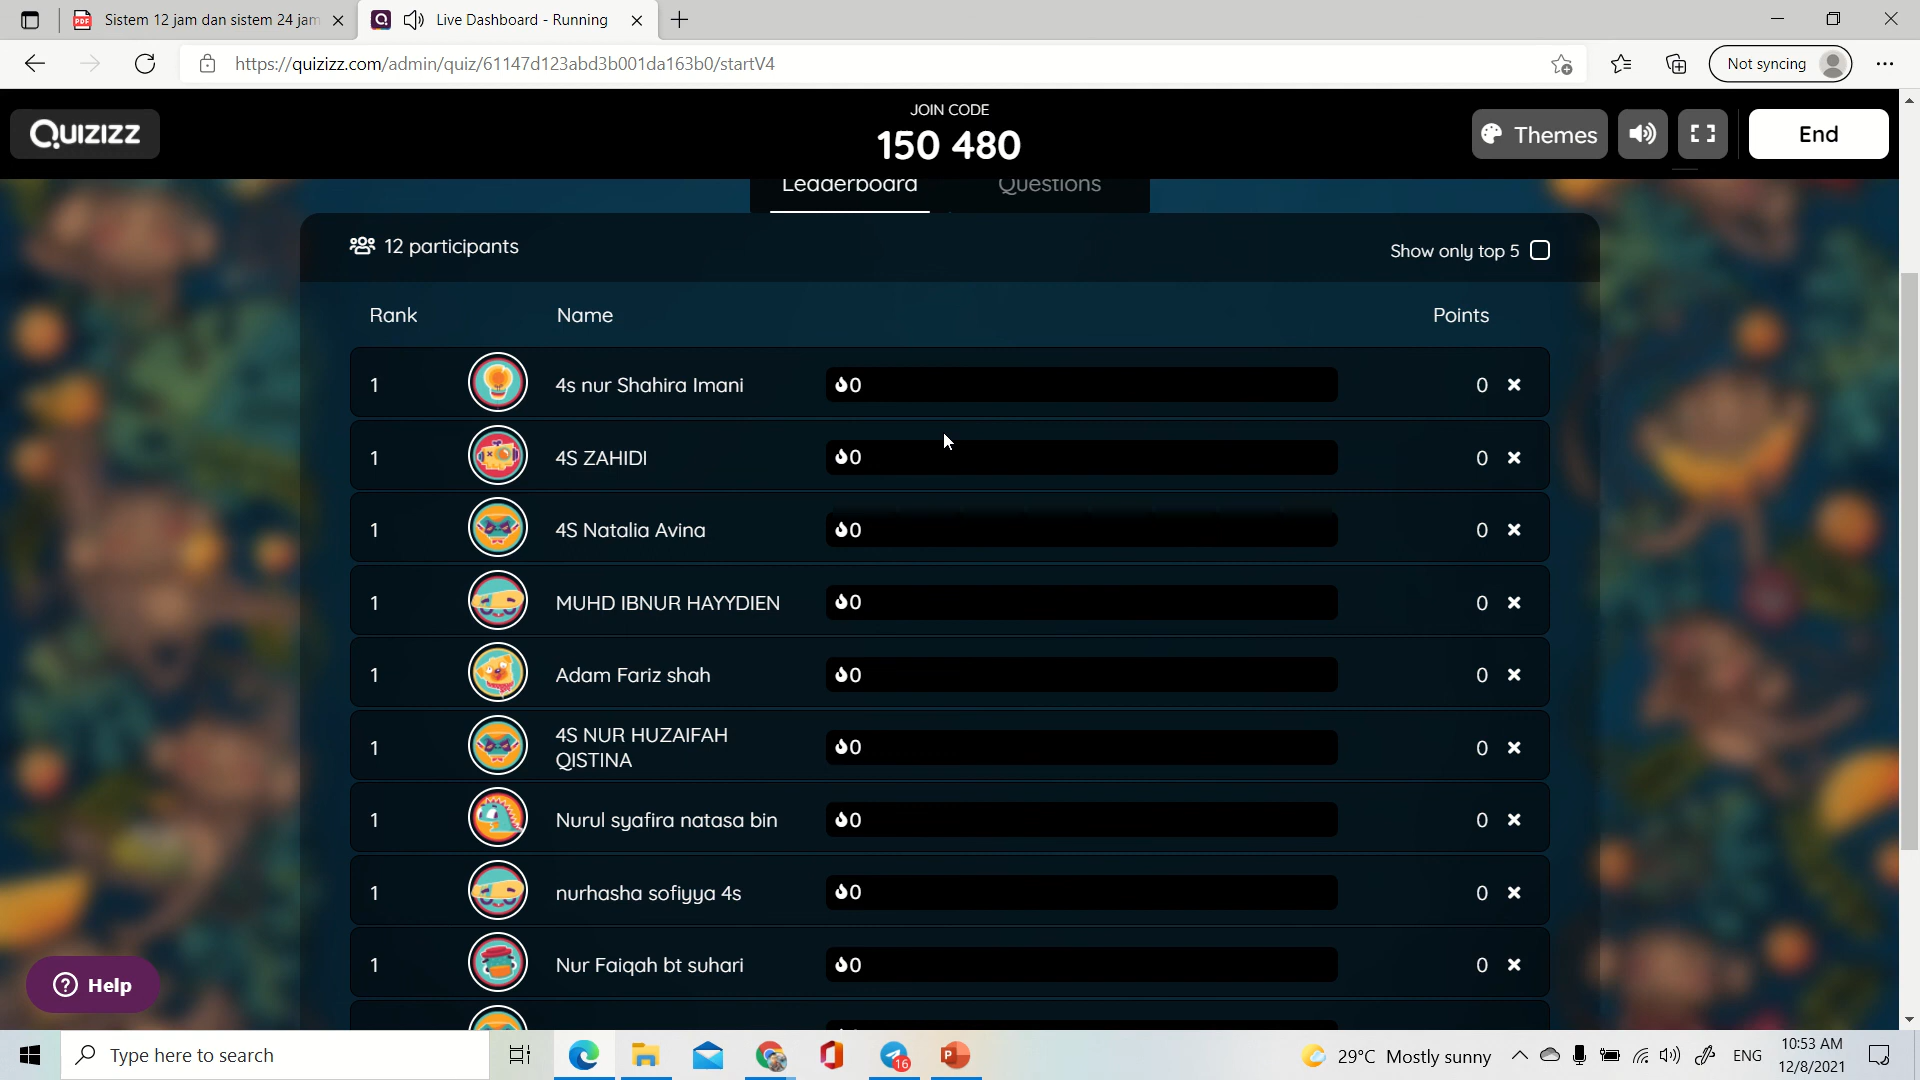 Sistem 12 jam dan sistem 24 jam
Live Dashboard - Running
https://quizizz.com/admin/quiz/61147d123abd3b001da163b0/startV4
Not syncing
QUIZIZZ
JOIN CODE
150 480
Themes
End
Leaderboard
Questions
12 participants
Show only top 5
Rank
Name
Points
1 4s nur Shahira Imani 0 0
1 4S ZAHIDI 0 0
1 4S Natalia Avina 0 0
1 MUHD IBNUR HAYYDIEN 0 0
1 Adam Fariz shah 0 0
1 4S NUR HUZAIFAH
QISTINA 0 0
1 Nurul syafira natasa bin 0 0
1 nurhasha sofiyya 4s 0 0
1 Nur Faiqah bt suhari 0 0
Help
Type here to search
16
29°C Mostly sunny
ENG
10:53 AM
12/8/2021